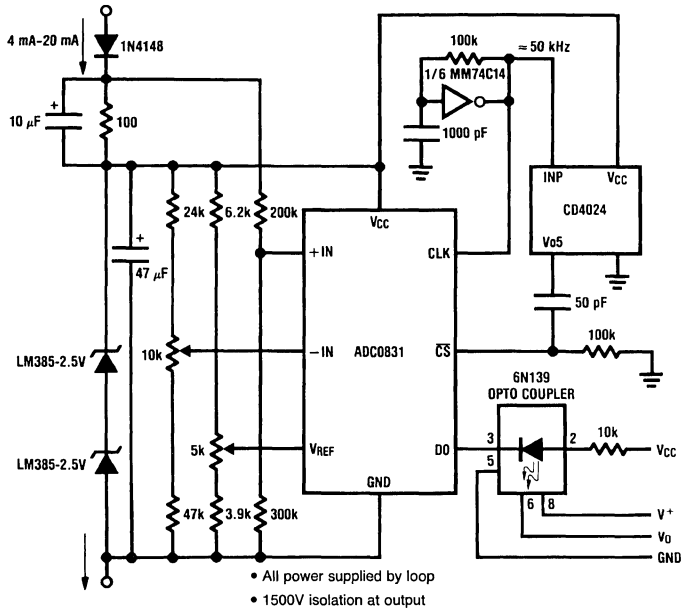 4 mA–20 mA
1N4148
100k
≈ 50 kHz
1/6 MM74C14
+
10 µF
100
1000 pF
INP
VCC
CD4024
Vo5
24k
6.2k
200k
VCC
+
47 µF
+IN
CLK
50 pF
LM385-2.5V
10k
−IN
ADC0831
CS
100k
6N139
OPTO COUPLER
LM385-2.5V
5k
VREF
DO
3
2
10k
VCC
5
GND
6
8
47k
3.9k
300k
V+
VO
GND
• All power supplied by loop
• 1500V isolation at output